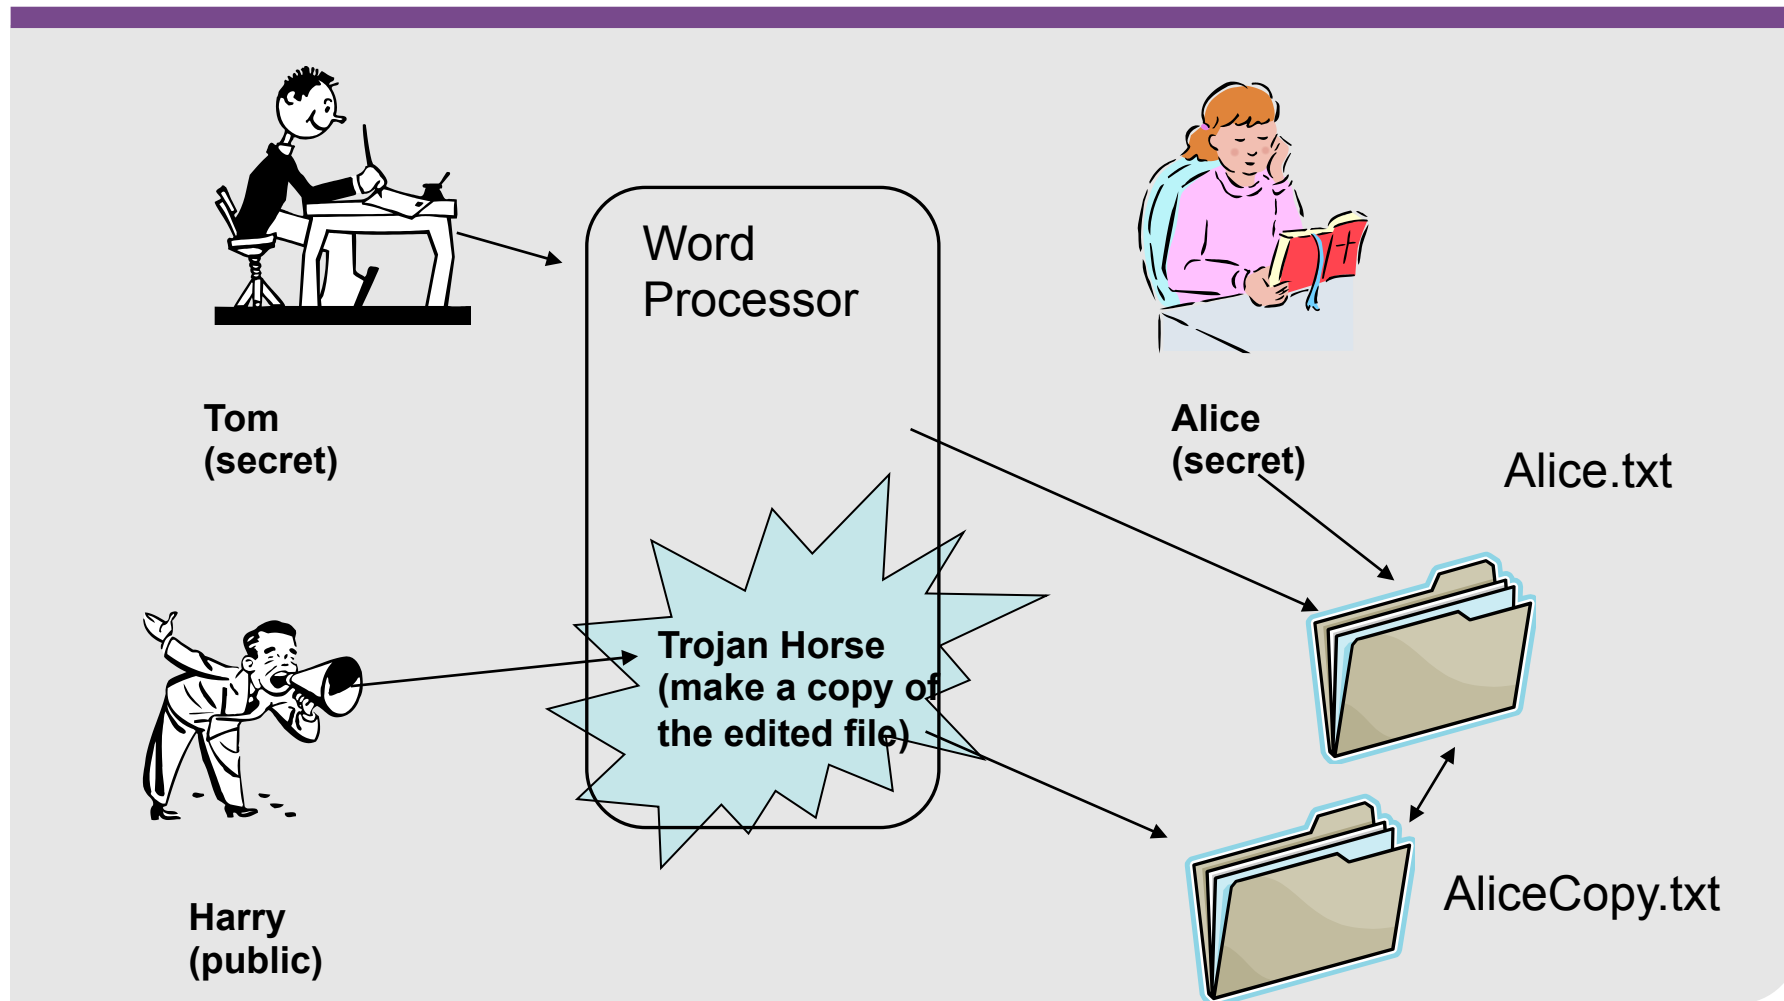 Word
Processor
Tom
(secret)
Alice
(secret)
Alice.txt
Trojan Horse
(make a copy of
the edited file)
Harry
(public)
AliceCopy.txt